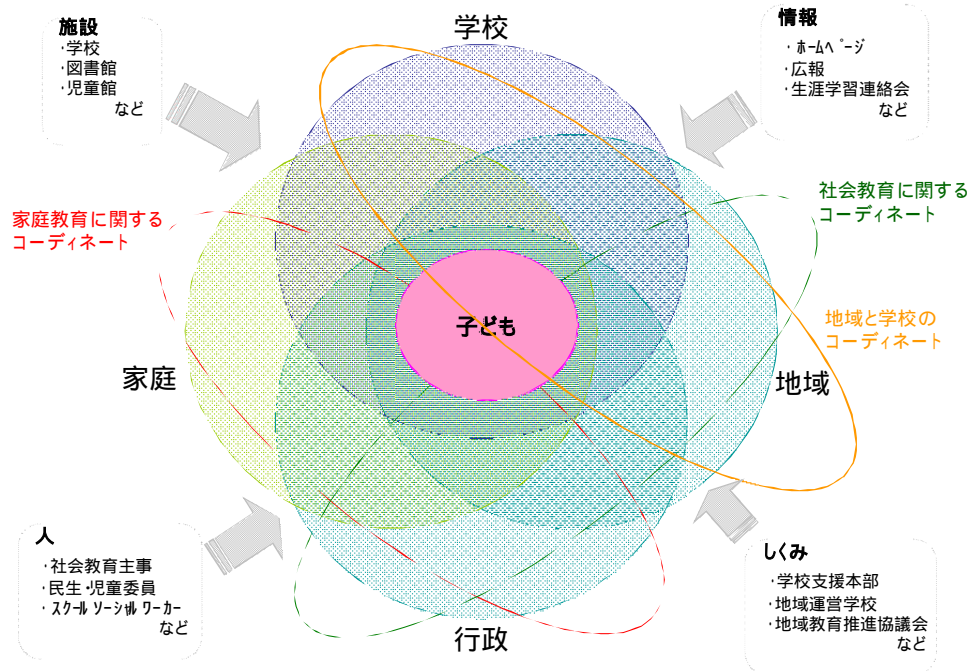 施設
・学校
・図書館
・児童館
など
学校
情報
・ホームページ
・広報
・生涯学習連絡会
など
家庭教育に関する
コーディネート
社会教育に関する
コーディネート
子ども
地域と学校の
コーディネート
家庭
地域
人
・社会教育主事
・民生・児童委員
・スクールソーシャルワーカー
など
行政
しくみ
・学校支援本部
・地域運営学校
・地域教育推進協議会
など